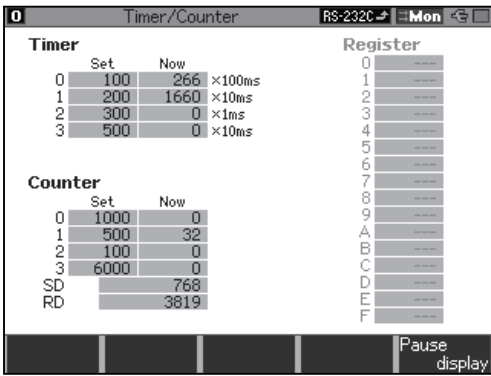 0 Timer/Counter RS-232C Mon
Timer
Set Now
0 100 266 ×100ms
1 200 1660 ×10ms
2 300 0 ×1ms
3 500 0 ×10ms
Counter
Set Now
0 1000 0
1 500 32
2 100 0
3 6000 0
SD 768
RD 3819
Register
0 ---
1 ---
2 ---
3 ---
4 ---
5 ---
6 ---
7 ---
8 ---
9 ---
A ---
B ---
C ---
D ---
E ---
F ---
Pause
display